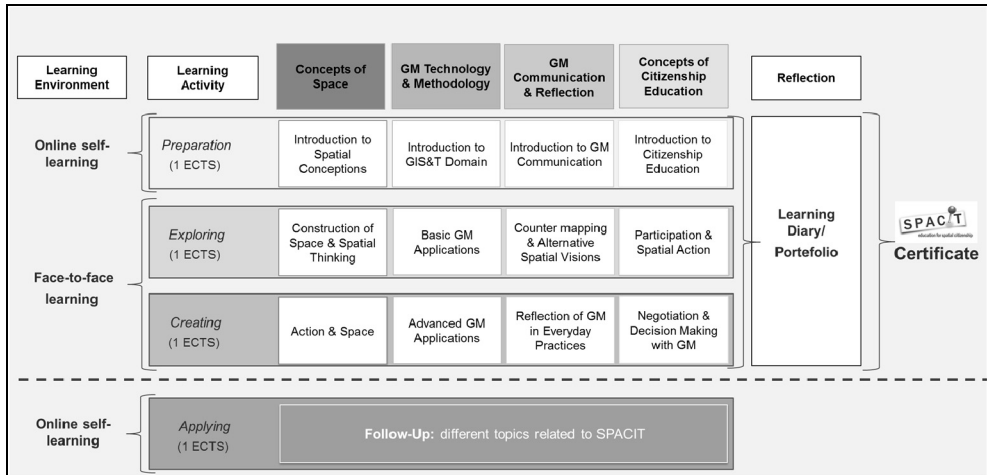 Learning
Environment
Learning
Activity
Concepts of
Space
GM Technology
& Methodology
GM
Communication
& Reflection
Concepts of
Citizenship
Education
Reflection
Online self-
learning
Preparation
(1 ECTS)
Introduction to
Spatial
Conceptions
Introduction to
GIS&T Domain
Introduction to GM
Communication
Introduction to
Citizenship
Education
Face-to-face
learning
Exploring
(1 ECTS)
Construction of
Space & Spatial
Thinking
Basic GM
Applications
Counter mapping
& Alternative
Spatial Visions
Participation &
Spatial Action
Creating
(1 ECTS)
Action & Space
Advanced GM
Applications
Reflection of GM
in Everyday
Practices
Negotiation &
Decision Making
with GM
Learning
Diary/
Portefolio
SPACIT
education for spatial citizenship
Certificate
Online self-
learning
Applying
(1 ECTS)
Follow-Up: different topics related to SPACIT